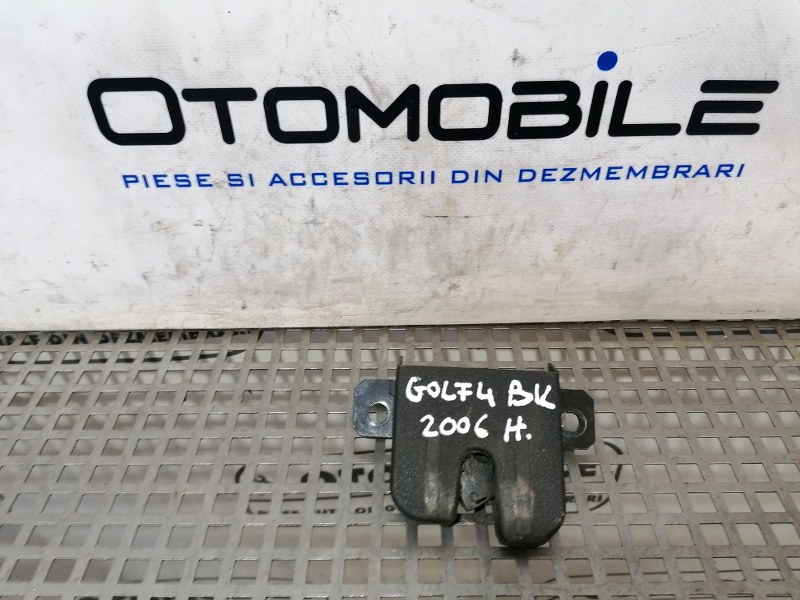 OTOMOBILE
PIESE SI ACCESORII DIN DEZMEMBRARI
GOLF4 BK
2006 H.